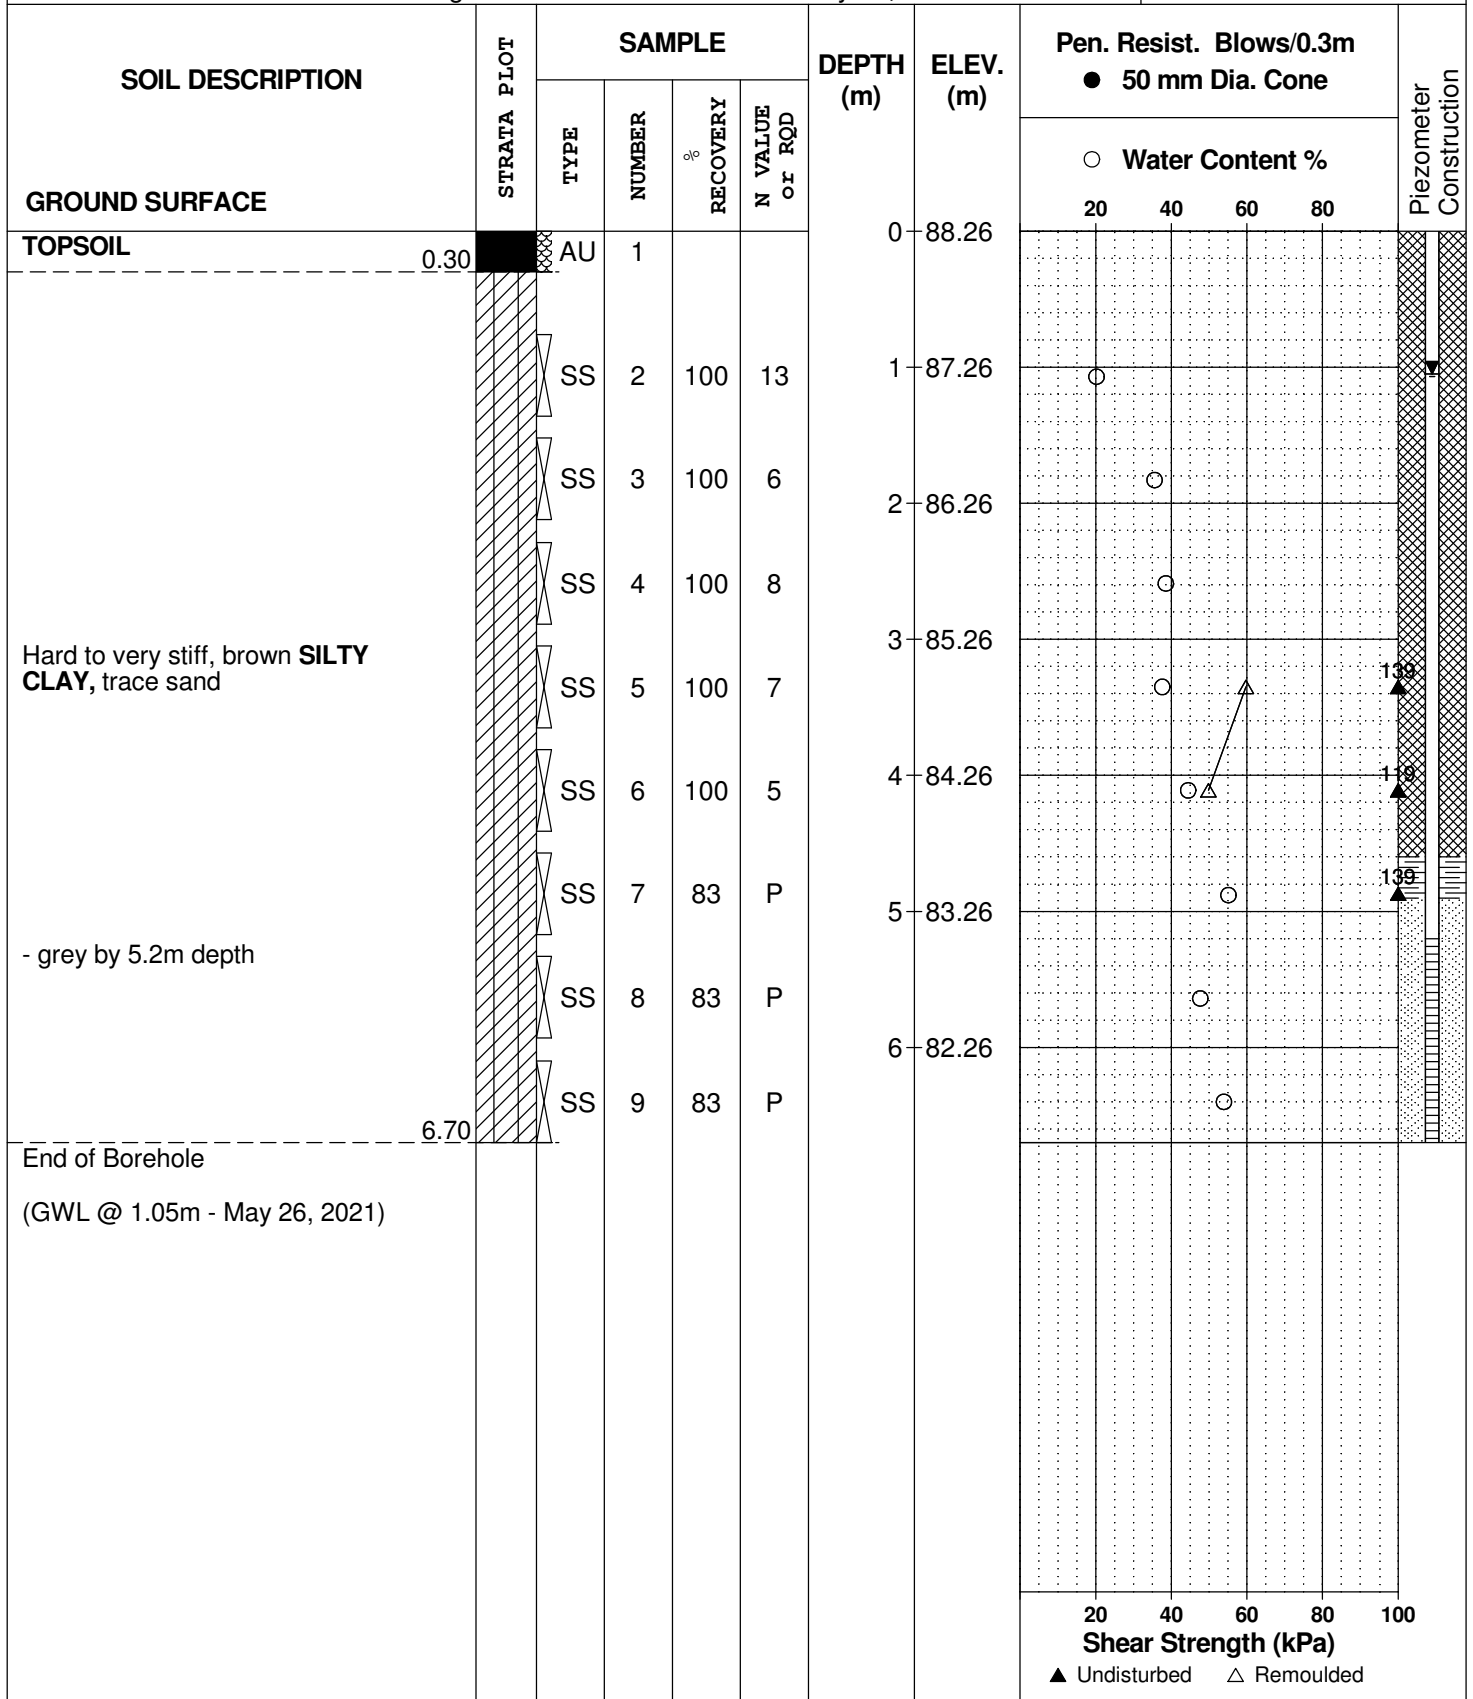 SOIL DESCRIPTION
GROUND SURFACE
STRATA PLOT
SAMPLE
TYPE
NUMBER
% RECOVERY
N VALUE or RQD
DEPTH (m)
ELEV. (m)
Pen. Resist. Blows/0.3m
● 50 mm Dia. Cone
○ Water Content %
20 40 60 80
Piezometer Construction
TOPSOIL
0.30
AU 1
0 88.26
SS 2 100 13
1 87.26
SS 3 100 6
2 86.26
SS 4 100 8
3 85.26
Hard to very stiff, brown SILTY
CLAY, trace sand
SS 5 100 7
139
4 84.26
SS 6 100 5
119
SS 7 83 P
139
5 83.26
- grey by 5.2m depth
SS 8 83 P
6 82.26
SS 9 83 P
6.70
End of Borehole
(GWL @ 1.05m - May 26, 2021)
20 40 60 80 100
Shear Strength (kPa)
▲ Undisturbed △ Remoulded